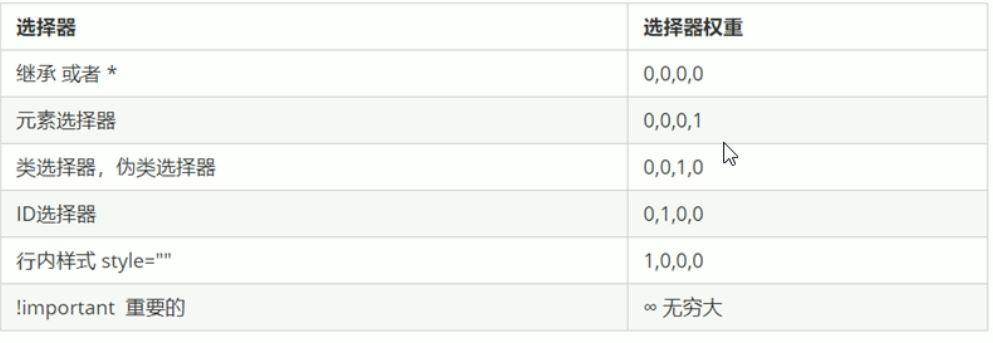 选择器 选择器权重
继承 或者 * 0,0,0,0
元素选择器 0,0,0,1
类选择器，伪类选择器 0,0,1,0
ID选择器 0,1,0,0
行内样式 style="" 1,0,0,0
!important 重要的 ∞ 无穷大